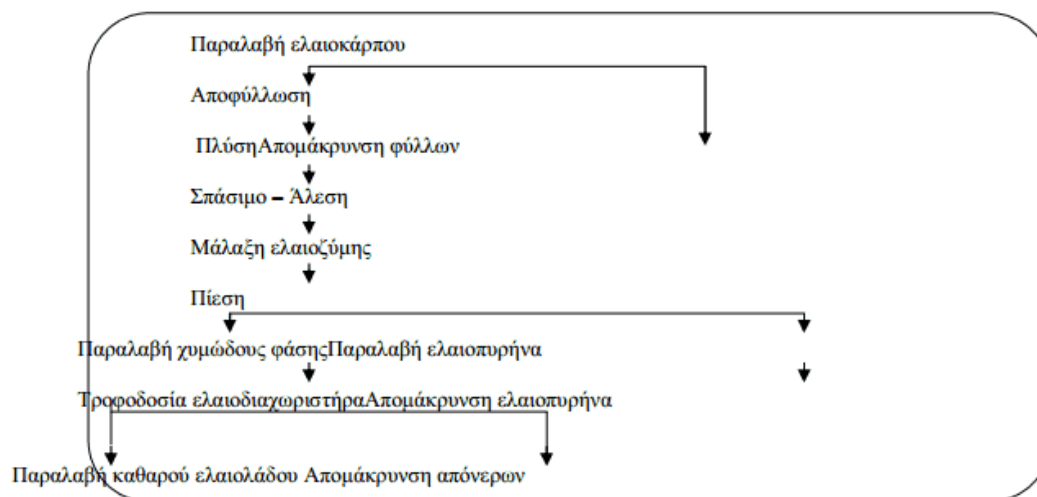 Παραλαβή ελαιοκάρπου
Αποφύλλωση
ΠλύσηΑπομάκρυνση φύλλων
Σπάσιμο – Άλεση
Μάλαξη ελαιοζύμης
Πίεση
Παραλαβή χυμώδους φάσηςΠαραλαβή ελαιοπυρήνα
Τροφοδοσία ελαιοδιαχωριστήραΑπομάκρυνση ελαιοπυρήνα
Παραλαβή καθαρού ελαιολάδου Απομάκρυνση απόνερων